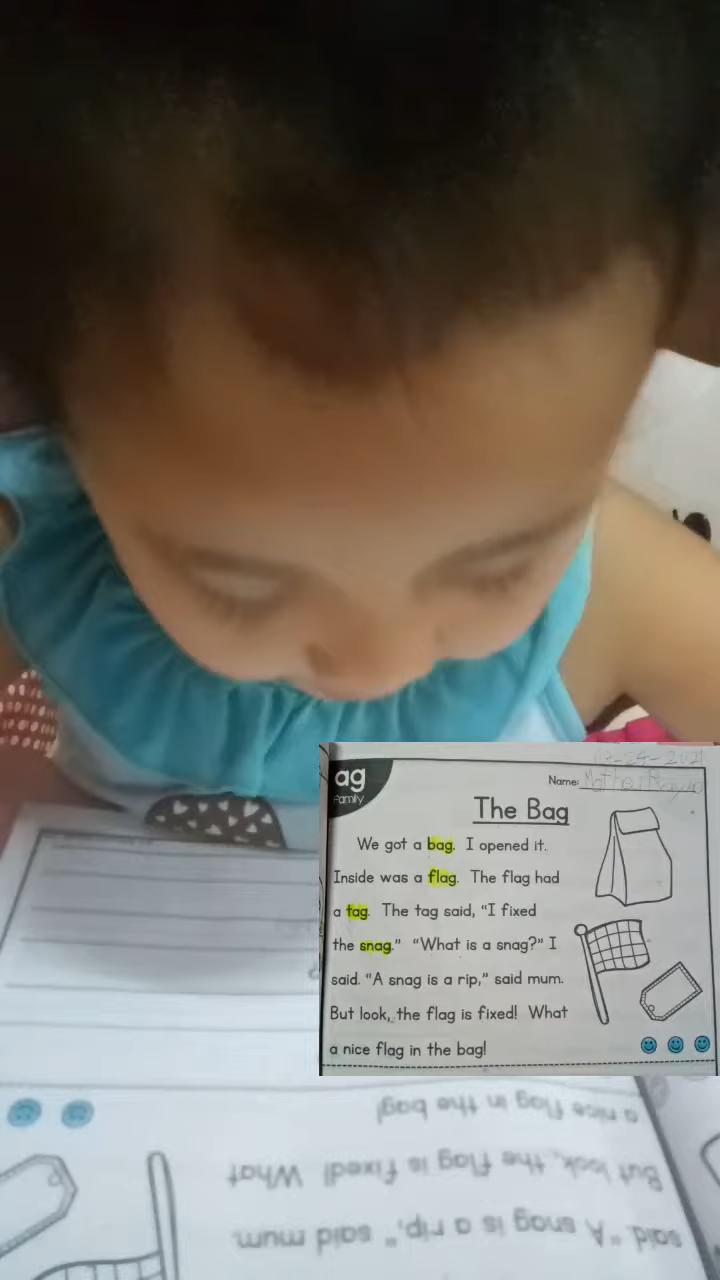 ag
Family
Name:
The Bag
We got a bag. I opened it.
Inside was a flag. The flag had
a tag. The tag said, "I fixed
the snag." "What is a snag?" I
said. "A snag is a rip," said mum.
But look, the flag is fixed! What
a nice flag in the bag!
a nice flag in the bag!
But look, the flag is fixed! What
said. "A snag is a rip," said mum.